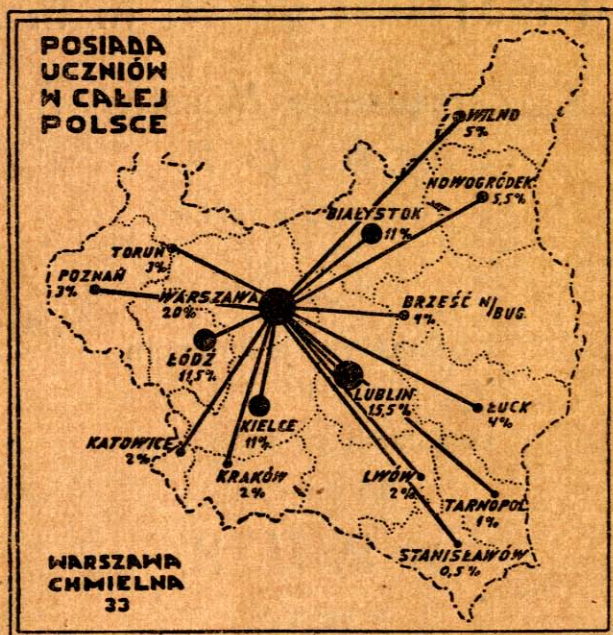 POSIADA
UCZNIÓW
W CAŁEJ
POLSCE
WILNO
5%
NOWOGRÓDEK
5,5%
BIAŁYSTOK
11%
TORUŃ
3%
POZNAŃ
3%
WARSZAWA
20%
BRZEŚĆ N/BUG.
4%
ŁÓDŹ
11,5%
LUBLIN
15,5%
ŁUCK
4%
KIELCE
11%
KATOWICE
2%
KRAKÓW
2%
LWÓW
2%
TARNOPOL
1%
STANISŁAWÓW
0,5%
WARSZAWA
CHMIELNA
33